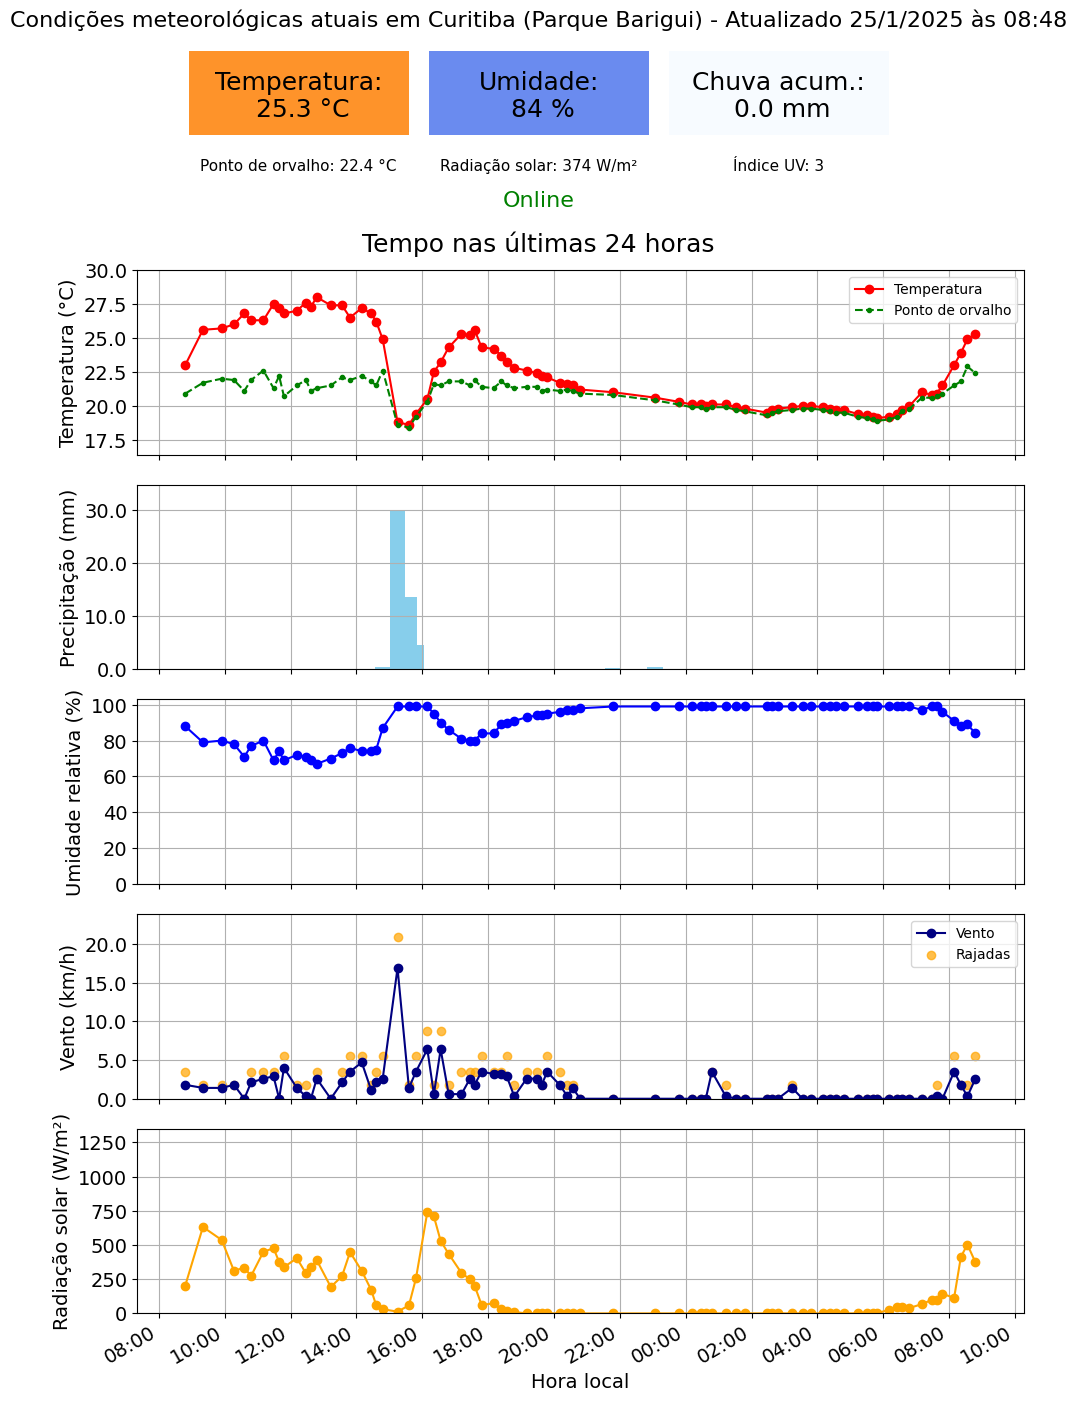 Condições meteorológicas atuais em Curitiba (Parque Barigui) - Atualizado 25/1/2025 às 08:48
Temperatura:
25.3 °C
Umidade:
84 %
Chuva acum.:
0.0 mm
Ponto de orvalho: 22.4 °C
Radiação solar: 374 W/m²
Índice UV: 3
Online
Tempo nas últimas 24 horas
Temperatura (°C)
30.0
27.5
25.0
22.5
20.0
17.5
Temperatura
Ponto de orvalho
Precipitação (mm)
30.0
20.0
10.0
0.0
Umidade relativa (%)
100
80
60
40
20
0
Vento (km/h)
20.0
15.0
10.0
5.0
0.0
Vento
Rajadas
Radiação solar (W/m²)
1250
1000
750
500
250
0
08:00
10:00
12:00
14:00
16:00
18:00
20:00
22:00
00:00
02:00
04:00
06:00
08:00
10:00
Hora local